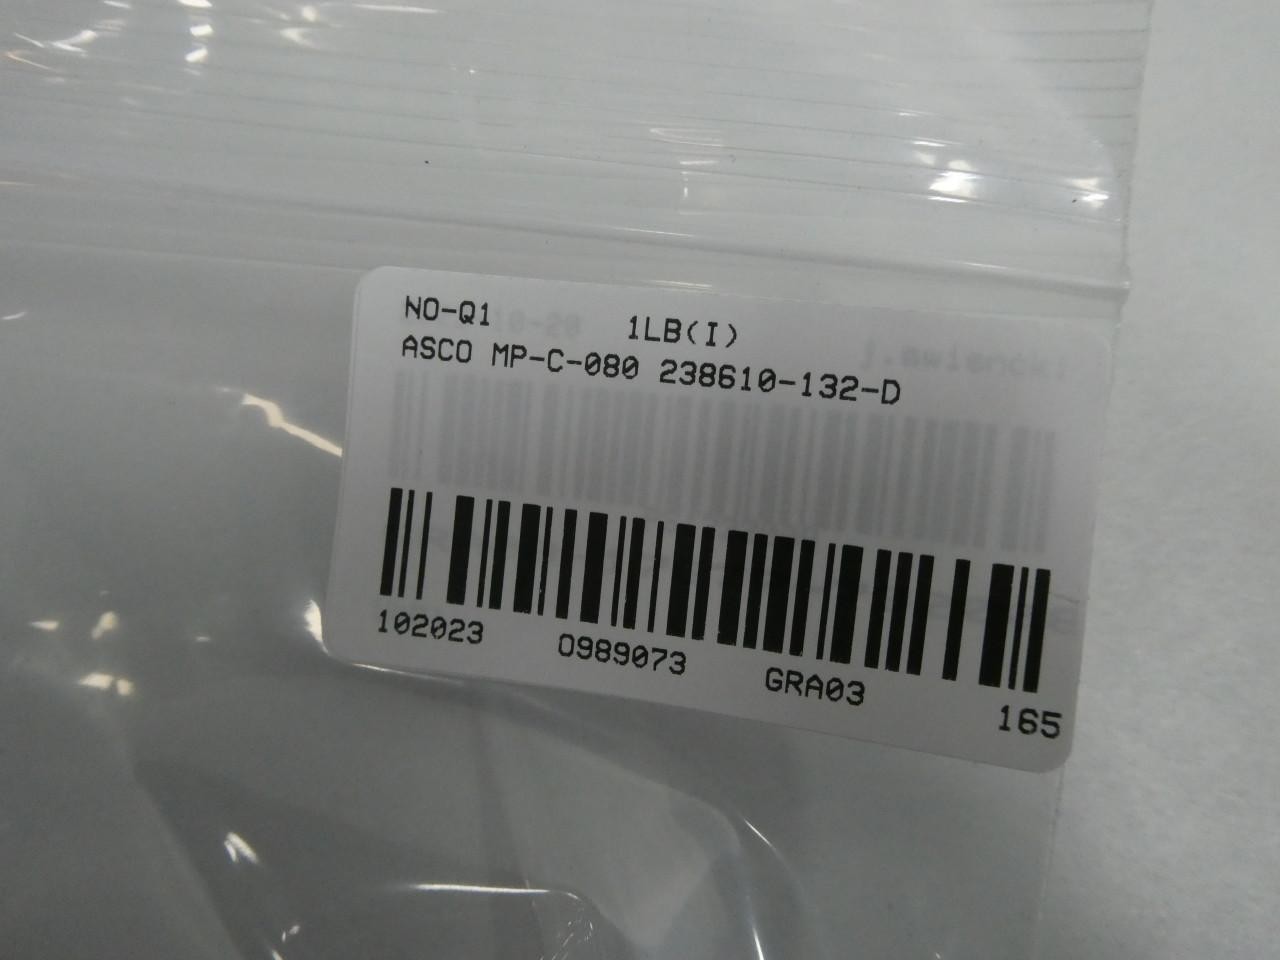 NO-Q1 1LB(I)
ASCO MP-C-080 238610-132-D
102023 0989073 GRA03 165